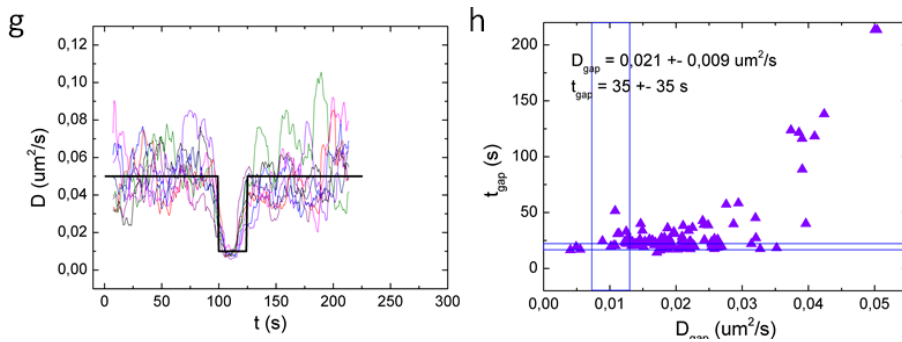 g
0,12
0,10
0,08
0,06
0,04
0,02
0,00
D (um²/s)
0 50 100 150 200 250
t (s)
h
200
150
100
50
0
t_gap (s)
D_gap = 0,021 +- 0,009 um²/s
t_gap = 35 +- 35 s
0,00 0,01 0,02 0,03 0,04 0,05
D_gap (um²/s)